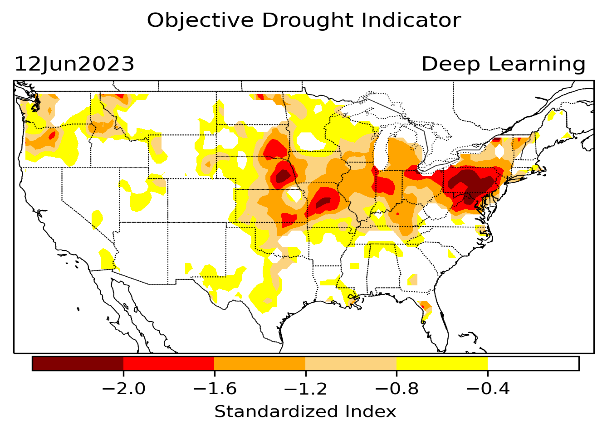 Objective Drought Indicator
12Jun2023 Deep Learning
−2.0 −1.6 −1.2 −0.8 −0.4
Standardized Index